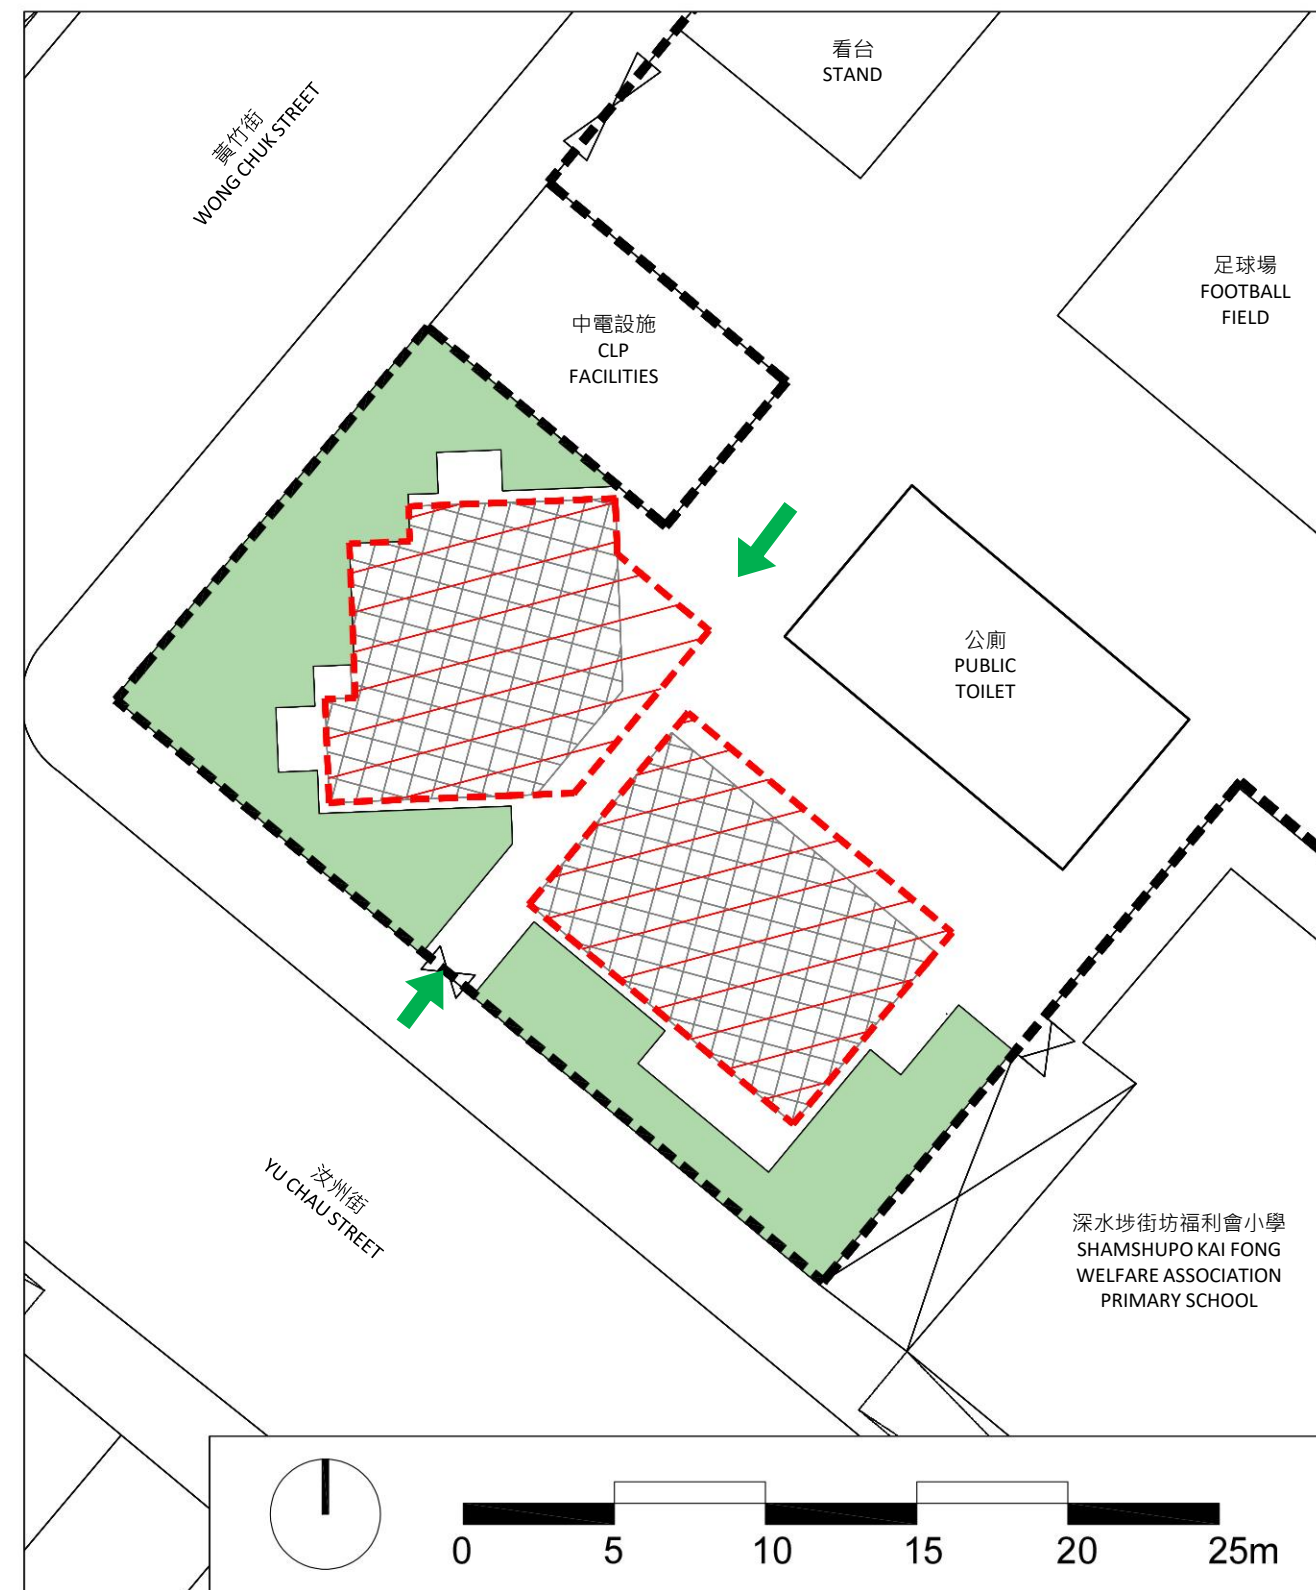 看台
STAND
黃竹街
WONG CHUK STREET
足球場
FOOTBALL
FIELD
中電設施
CLP
FACILITIES
公廁
PUBLIC
TOILET
汝州街
YU CHAU STREET
深水埗街坊福利會小學
SHAMSHUPO KAI FONG
WELFARE ASSOCIATION
PRIMARY SCHOOL
0 5 10 15 20 25m